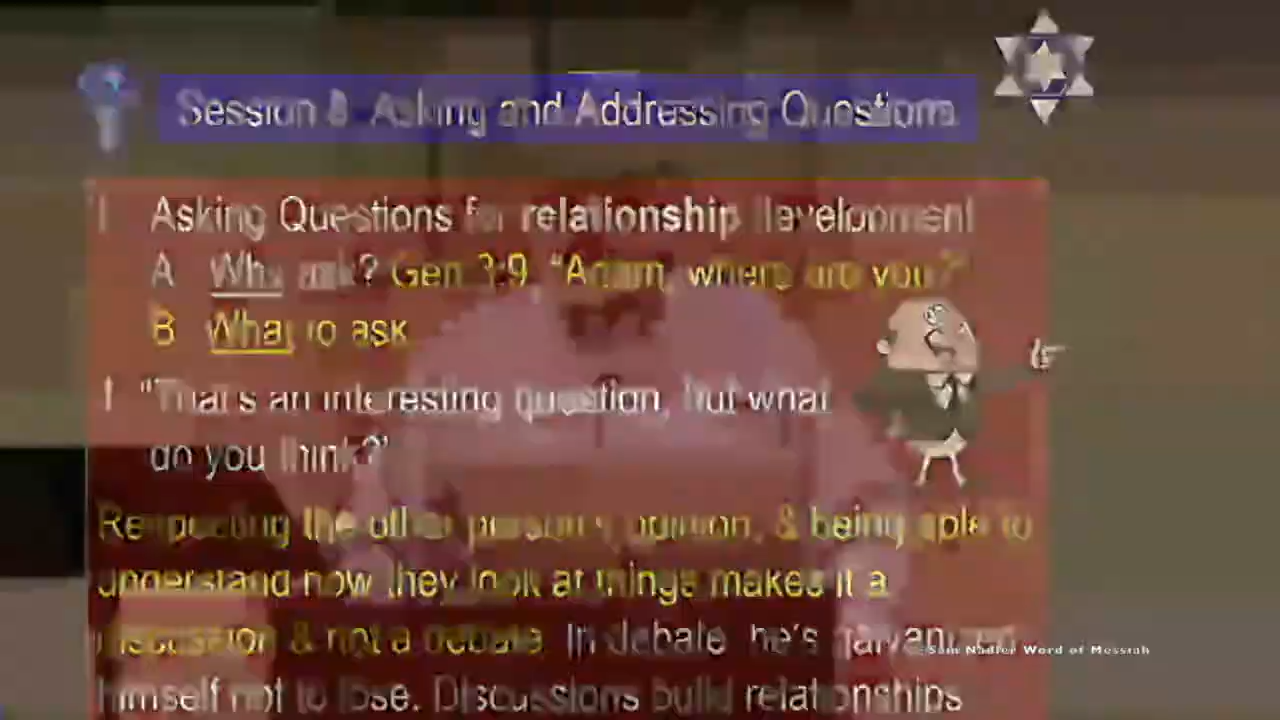 Session 8 Asking and Addressing Questions
I. Asking Questions for relationship development
A Why ask? Gen 3:9 "Adam, where are you?"
B What to ask
1 "That's an interesting question, but what
do you think?"
Respecting the other person's opinion, & being able to
understand how they look at things makes it a
discussion & not a debate. In debate he's galvanized
himself not to lose. Discussions build relationships
Sam Nadler Word of Messiah